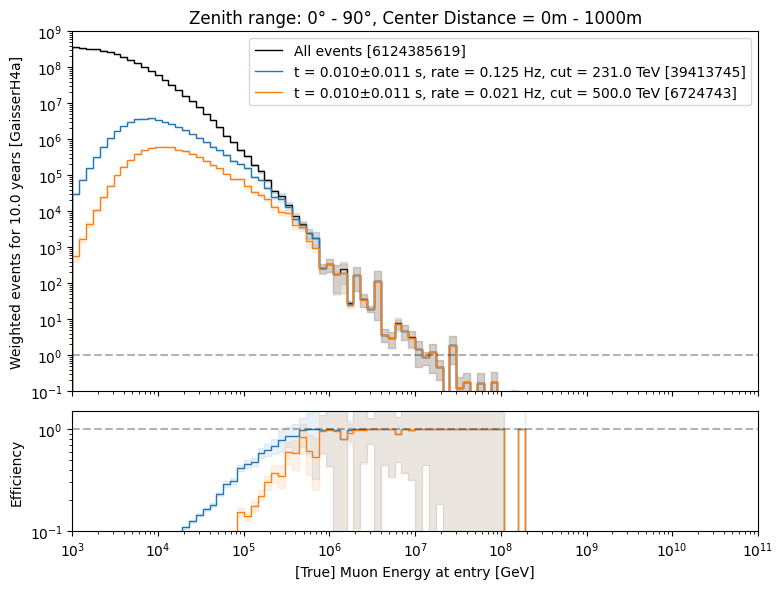 Zenith range: 0° - 90°, Center Distance = 0m - 1000m
Weighted events for 10.0 years [GaisserH4a]
10⁹
10⁸
10⁷
10⁶
10⁵
10⁴
10³
10²
10¹
10⁰
10⁻¹
All events [6124385619]
t = 0.010±0.011 s, rate = 0.125 Hz, cut = 231.0 TeV [39413745]
t = 0.010±0.011 s, rate = 0.021 Hz, cut = 500.0 TeV [6724743]
Efficiency
10⁰
10⁻¹
10³ 10⁴ 10⁵ 10⁶ 10⁷ 10⁸ 10⁹ 10¹⁰ 10¹¹
[True] Muon Energy at entry [GeV]